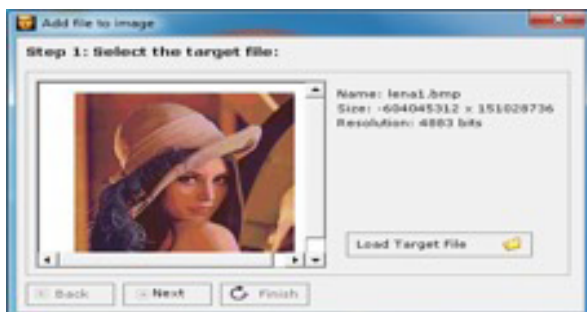 Add file to image
Step 1: Select the target file:
Name: lena1.bmp
Size: -604045312 x 151028736
Resolution: 4883 bits
Load Target File
Back
Next
Finish